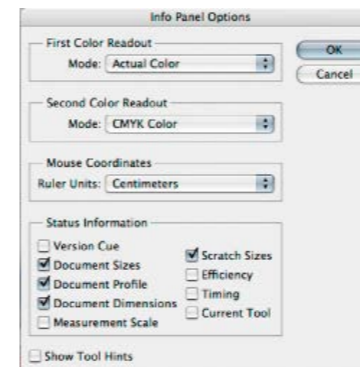 Info Panel Options
First Color Readout
Mode: Actual Color
OK
Cancel
Second Color Readout
Mode: CMYK Color
Mouse Coordinates
Ruler Units: Centimeters
Status Information
Version Cue
Document Sizes
Document Profile
Document Dimensions
Measurement Scale
Scratch Sizes
Efficiency
Timing
Current Tool
Show Tool Hints